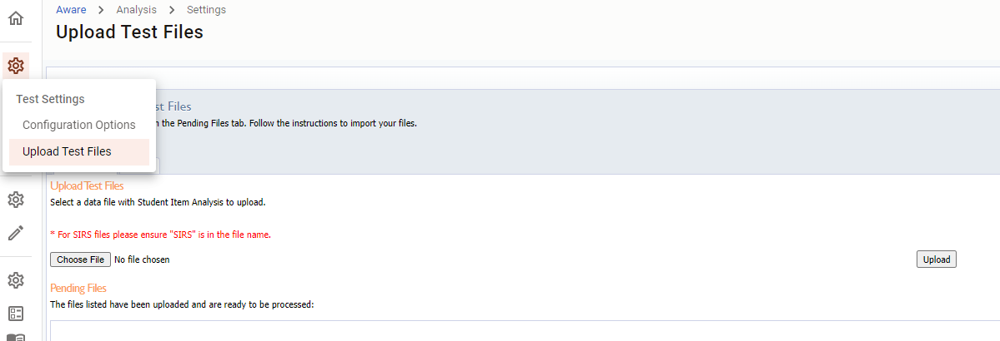 Aware > Analysis > Settings
Upload Test Files
Test Settings
Configuration Options
Upload Test Files
st Files
the Pending Files tab. Follow the instructions to import your files.
Upload Test Files
Select a data file with Student Item Analysis to upload.
* For SIRS files please ensure "SIRS" is in the file name.
Choose File No file chosen
Upload
Pending Files
The files listed have been uploaded and are ready to be processed: